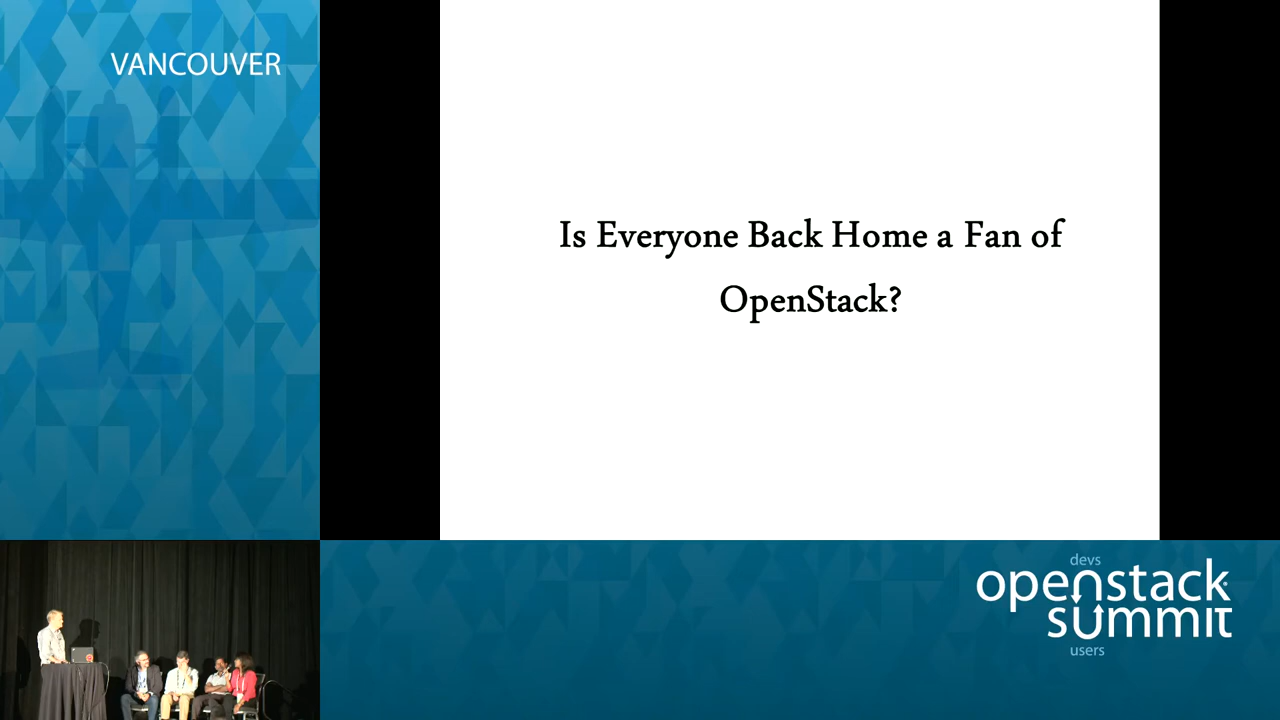 VANCOUVER
Is Everyone Back Home a Fan of
OpenStack?
devs
openstack
summit
users